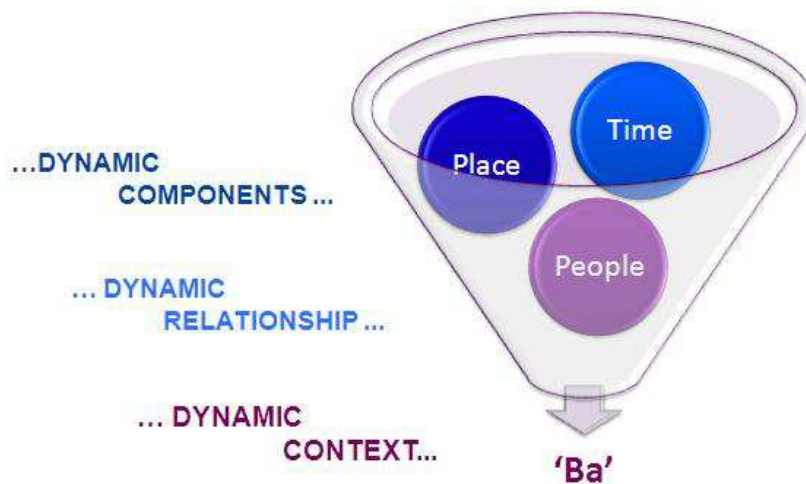 Time
Place
…DYNAMIC
COMPONENTS …
People
… DYNAMIC
RELATIONSHIP …
… DYNAMIC
CONTEXT…
‘Ba’